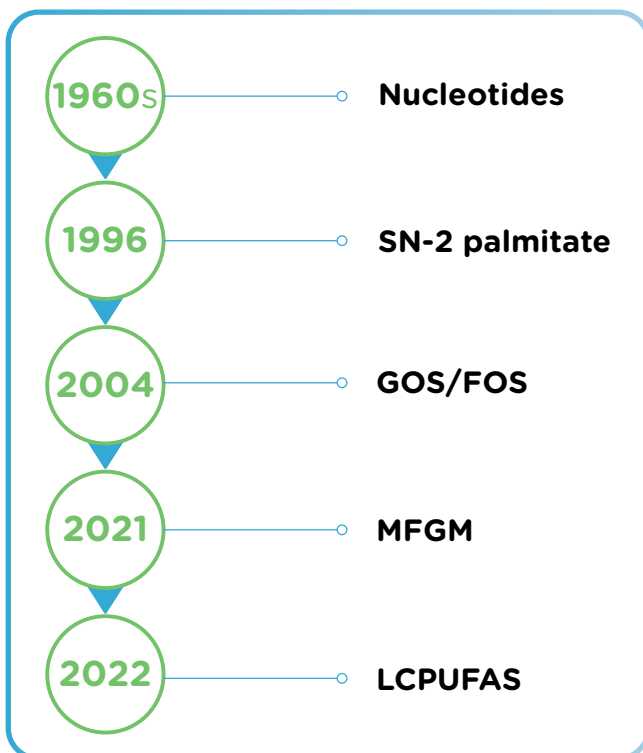 1960s Nucleotides
1996 SN-2 palmitate
2004 GOS/FOS
2021 MFGM
2022 LCPUFAS